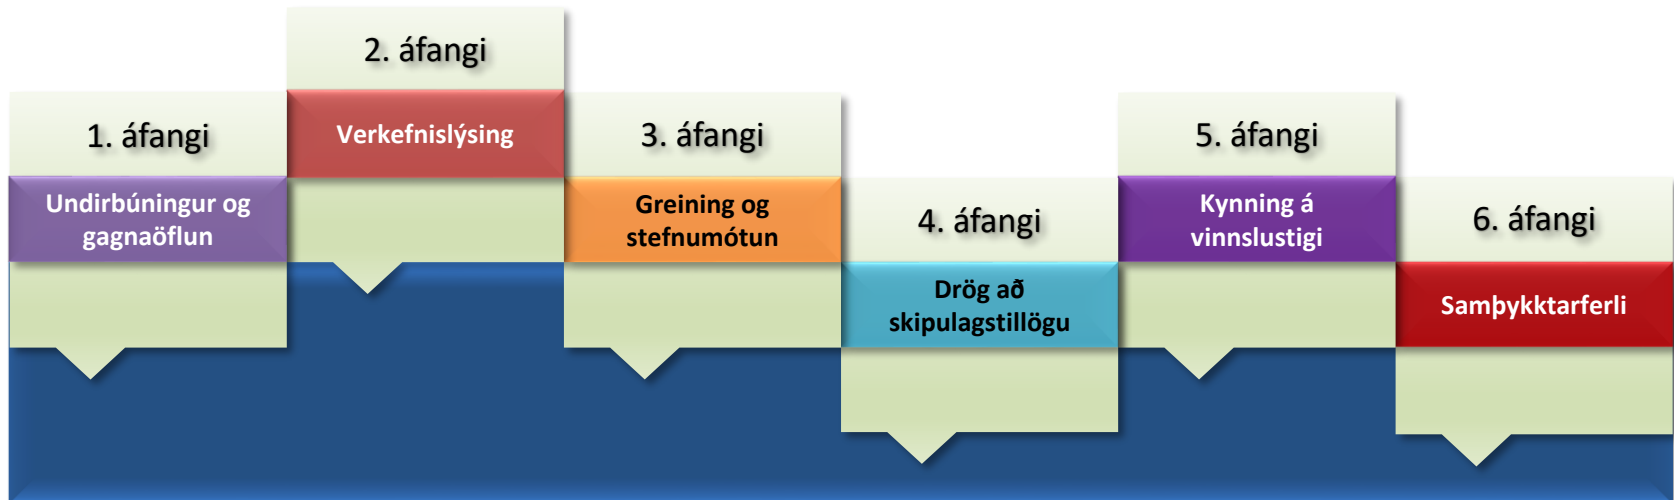 1. áfangi
Undirbúningur og
gagnaöflun
2. áfangi
Verkefnislýsing
3. áfangi
Greining og
stefnumótun
4. áfangi
Drög að
skipulagstillögu
5. áfangi
Kynning á
vinnslustigi
6. áfangi
Samþykktarferli